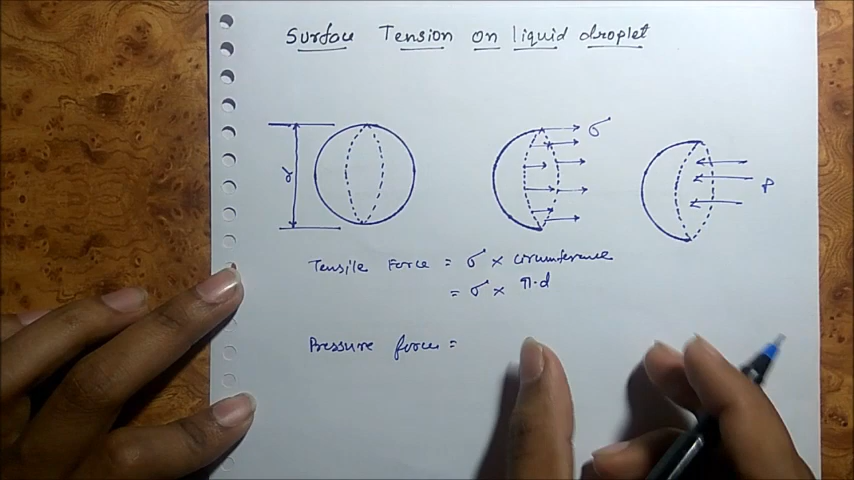 Surface Tension on liquid droplet
σ
P
Tensile Force = σ × circumference
= σ × π.d
Pressure force =